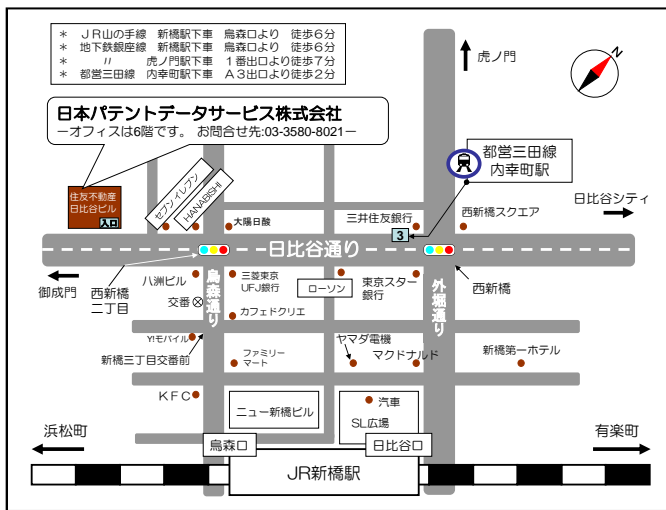 * ＪＲ山の手線 新橋駅下車 烏森口より 徒歩６分
* 地下鉄銀座線 新橋駅下車 烏森口より 徒歩６分
* 〃 虎ノ門駅下車 １番出口より徒歩７分
* 都営三田線 内幸町駅下車 Ａ３出口より徒歩２分
虎ノ門
N
日本パテントデータサービス株式会社
－オフィスは6階です。 お問合せ先:03-3580-8021－
都営三田線
内幸町駅
住友不動産
日比谷ビル
入口
セブンイレブン
HANABISHI
大陽日酸
三井住友銀行
3
西新橋スクエア
日比谷シティ
日比谷通り
御成門
西新橋
二丁目
八洲ビル
交番
烏森通り
三菱東京
UFJ銀行
ローソン
東京スター
銀行
外堀通り
西新橋
カフェドクリエ
Y!モバイル
新橋三丁目交番前
ファミリー
マート
ヤマダ電機
マクドナルド
新橋第一ホテル
ＫＦＣ
ニュー新橋ビル
汽車
SL広場
浜松町
烏森口
日比谷口
有楽町
JR新橋駅